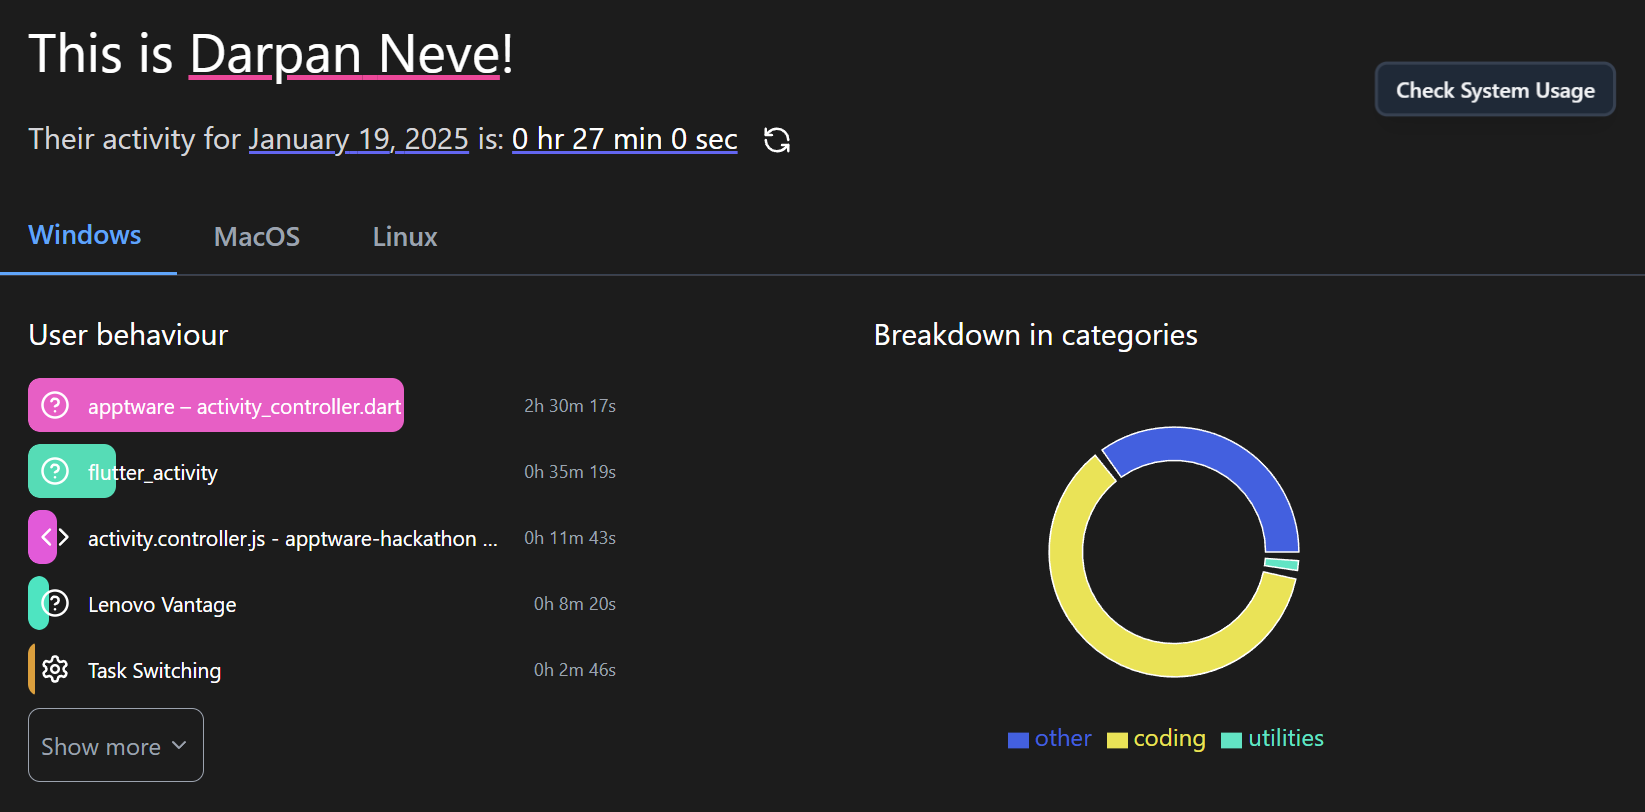 This is Darpan Neve!
Check System Usage
Their activity for January 19, 2025 is: 0 hr 27 min 0 sec
Windows MacOS Linux
User behaviour
apptware – activity_controller.dart 2h 30m 17s
flutter_activity 0h 35m 19s
activity.controller.js - apptware-hackathon ... 0h 11m 43s
Lenovo Vantage 0h 8m 20s
Task Switching 0h 2m 46s
Show more
Breakdown in categories
other coding utilities